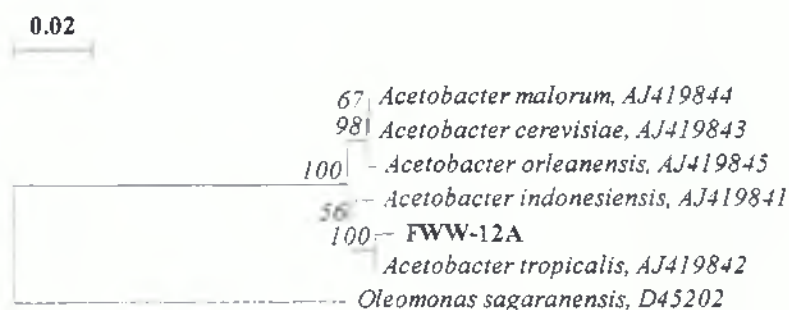 0.02
67 Acetobacter malorum, AJ419844
98 Acetobacter cerevisiae, AJ419843
100 Acetobacter orleanensis, AJ419845
Acetobacter indonesiensis, AJ419841
56
100 FWW-12A
Acetobacter tropicalis, AJ419842
Oleomonas sagaranensis, D45202